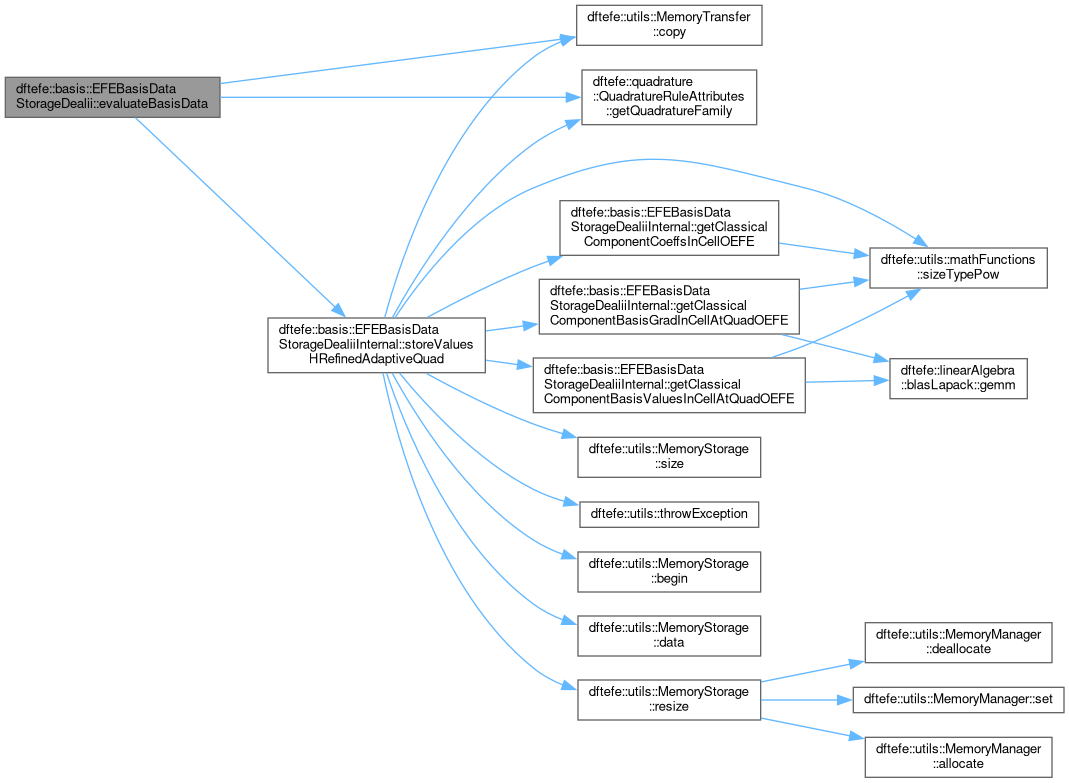 dftefe::utils::MemoryTransfer
::copy
dftefe::basis::EFEBasisData
StorageDealii::evaluateBasisData
dftefe::quadrature
::QuadratureRuleAttributes
::getQuadratureFamily
dftefe::basis::EFEBasisData
StorageDealiiInternal::getClassical
ComponentCoeffsInCellOEFE
dftefe::utils::mathFunctions
::sizeTypePow
dftefe::basis::EFEBasisData
StorageDealiiInternal::getClassical
ComponentBasisGradInCellAtQuadOEFE
dftefe::basis::EFEBasisData
StorageDealiiInternal::storeValues
HRefinedAdaptiveQuad
dftefe::basis::EFEBasisData
StorageDealiiInternal::getClassical
ComponentBasisValuesInCellAtQuadOEFE
dftefe::linearAlgebra
::blasLapack::gemm
dftefe::utils::MemoryStorage
::size
dftefe::utils::throwException
dftefe::utils::MemoryStorage
::begin
dftefe::utils::MemoryStorage
::data
dftefe::utils::MemoryManager
::deallocate
dftefe::utils::MemoryStorage
::resize
dftefe::utils::MemoryManager::set
dftefe::utils::MemoryManager
::allocate